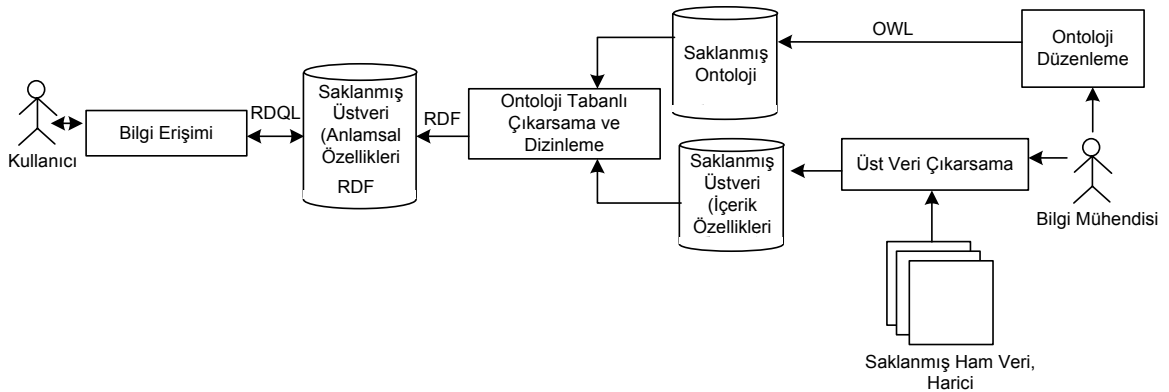 Kullanıcı
Bilgi Erişimi
RDQL
Saklanmış
Üstveri
(Anlamsal
Özellikleri
RDF
RDF
Ontoloji Tabanlı
Çıkarsama ve
Dizinleme
Saklanmış
Ontoloji
OWL
Ontoloji
Düzenleme
Saklanmış
Üstveri
(İçerik
Özellikleri
Üst Veri Çıkarsama
Bilgi Mühendisi
Saklanmış Ham Veri,
Harici